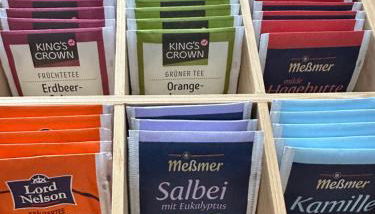 KING'S
CROWN
FRÜCHTETEE
Erdbeer-
KING'S
CROWN
GRÜNER TEE
Orange-
Meßmer
milde
Hagebutte
Lord
Nelson
Meßmer
Salbei
mit Eukalyptus
Meßmer
Kamille